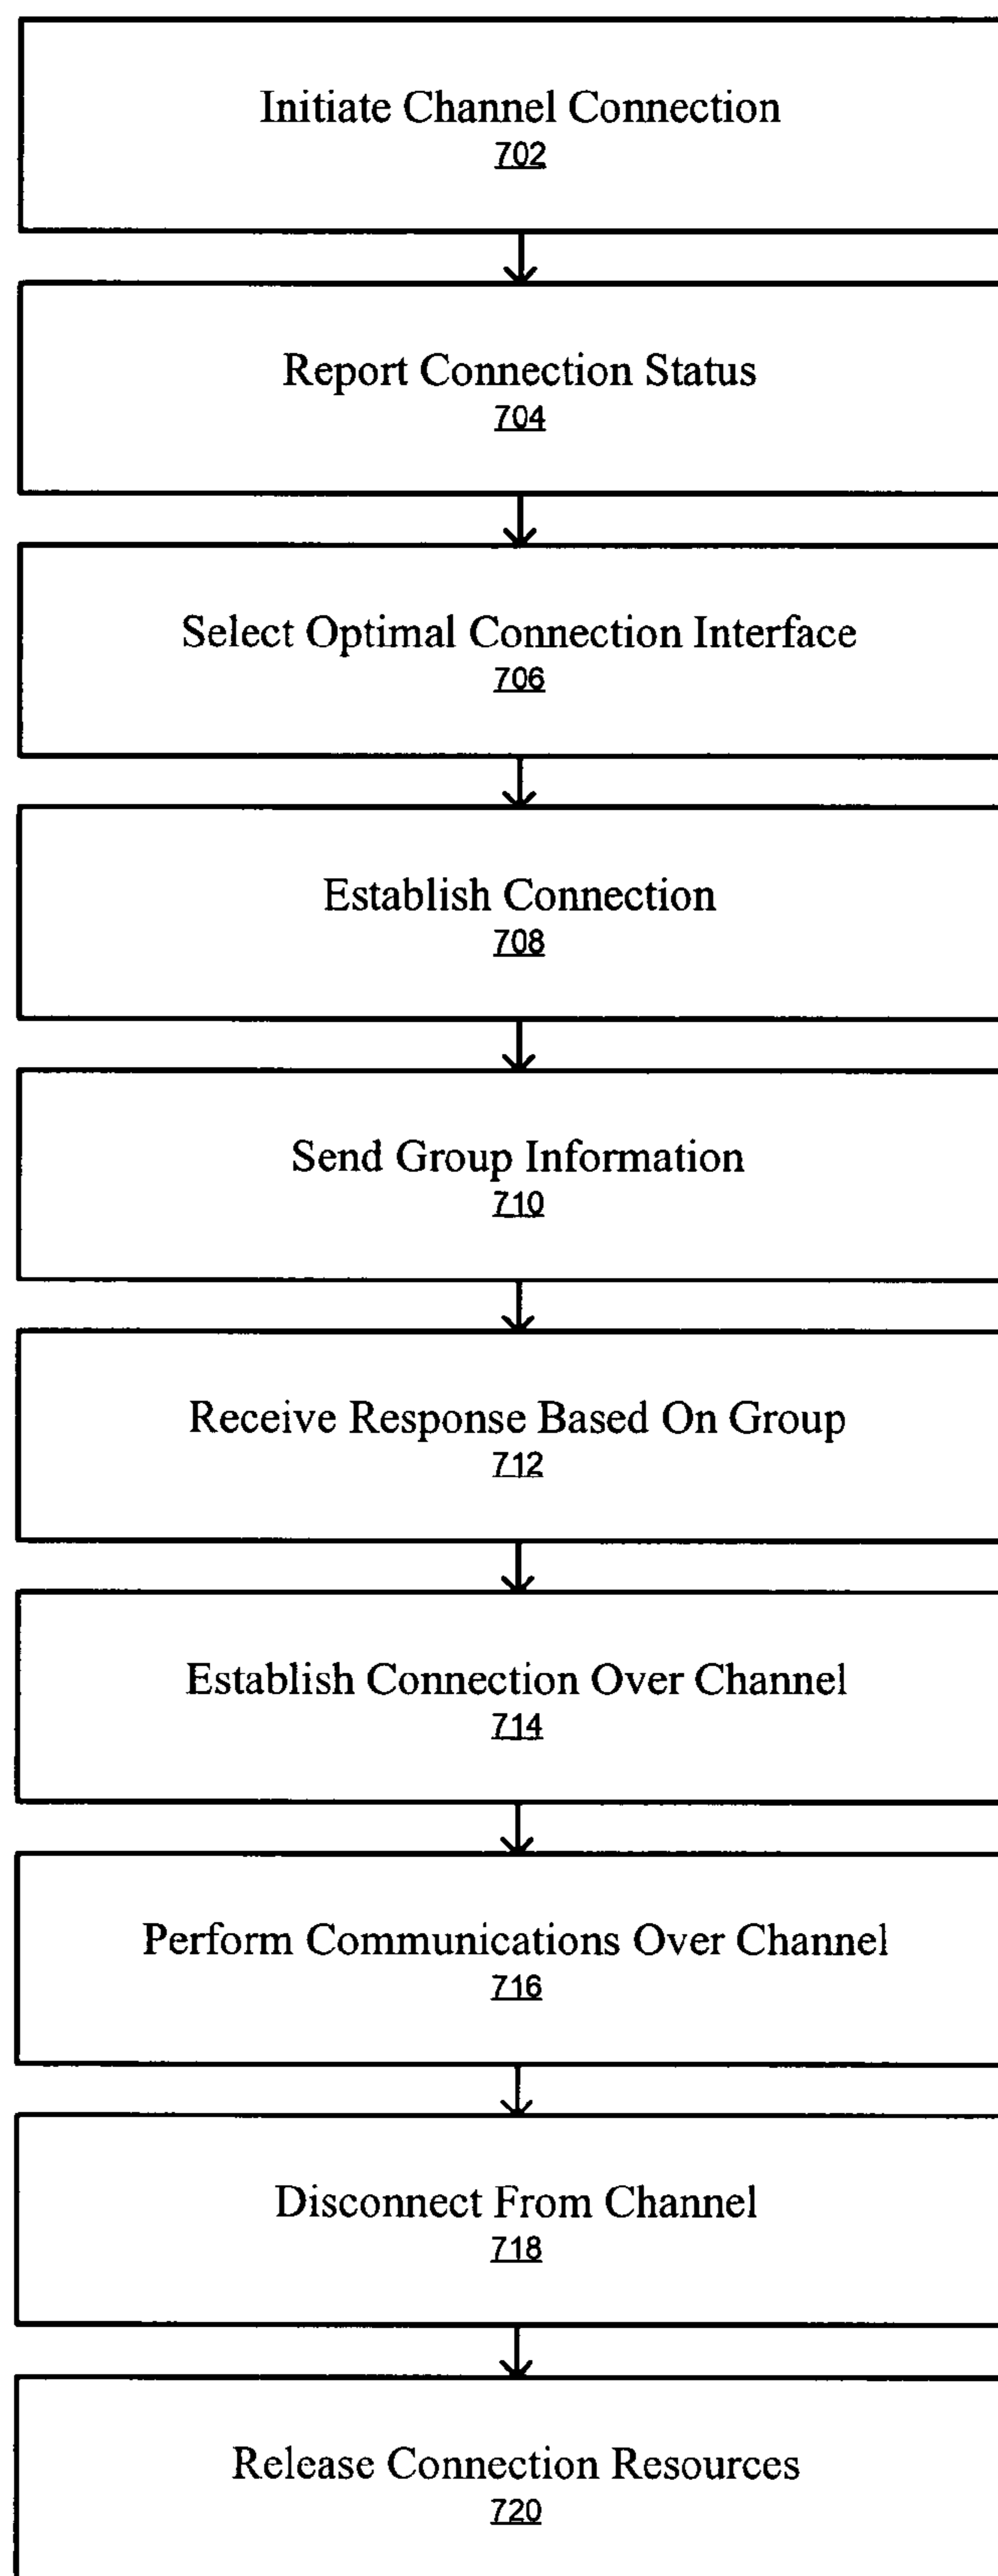 Initiate Channel Connection
702
Report Connection Status
704
Select Optimal Connection Interface
706
Establish Connection
708
Send Group Information
710
Receive Response Based On Group
712
Establish Connection Over Channel
714
Perform Communications Over Channel
716
Disconnect From Channel
718
Release Connection Resources
720